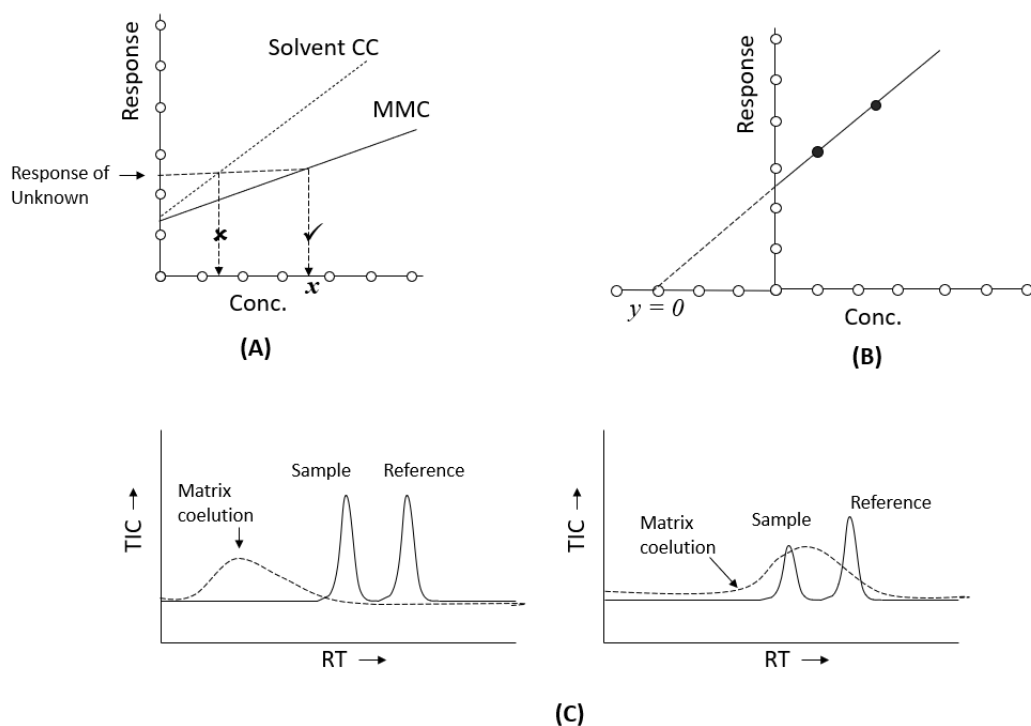 Response
Solvent CC
MMC
Response of
Unknown
x
Conc.
(A)
Response
y = 0
Conc.
(B)
TIC
Matrix
coelution
Sample
Reference
RT
TIC
Matrix
coelution
Sample
Reference
RT
(C)